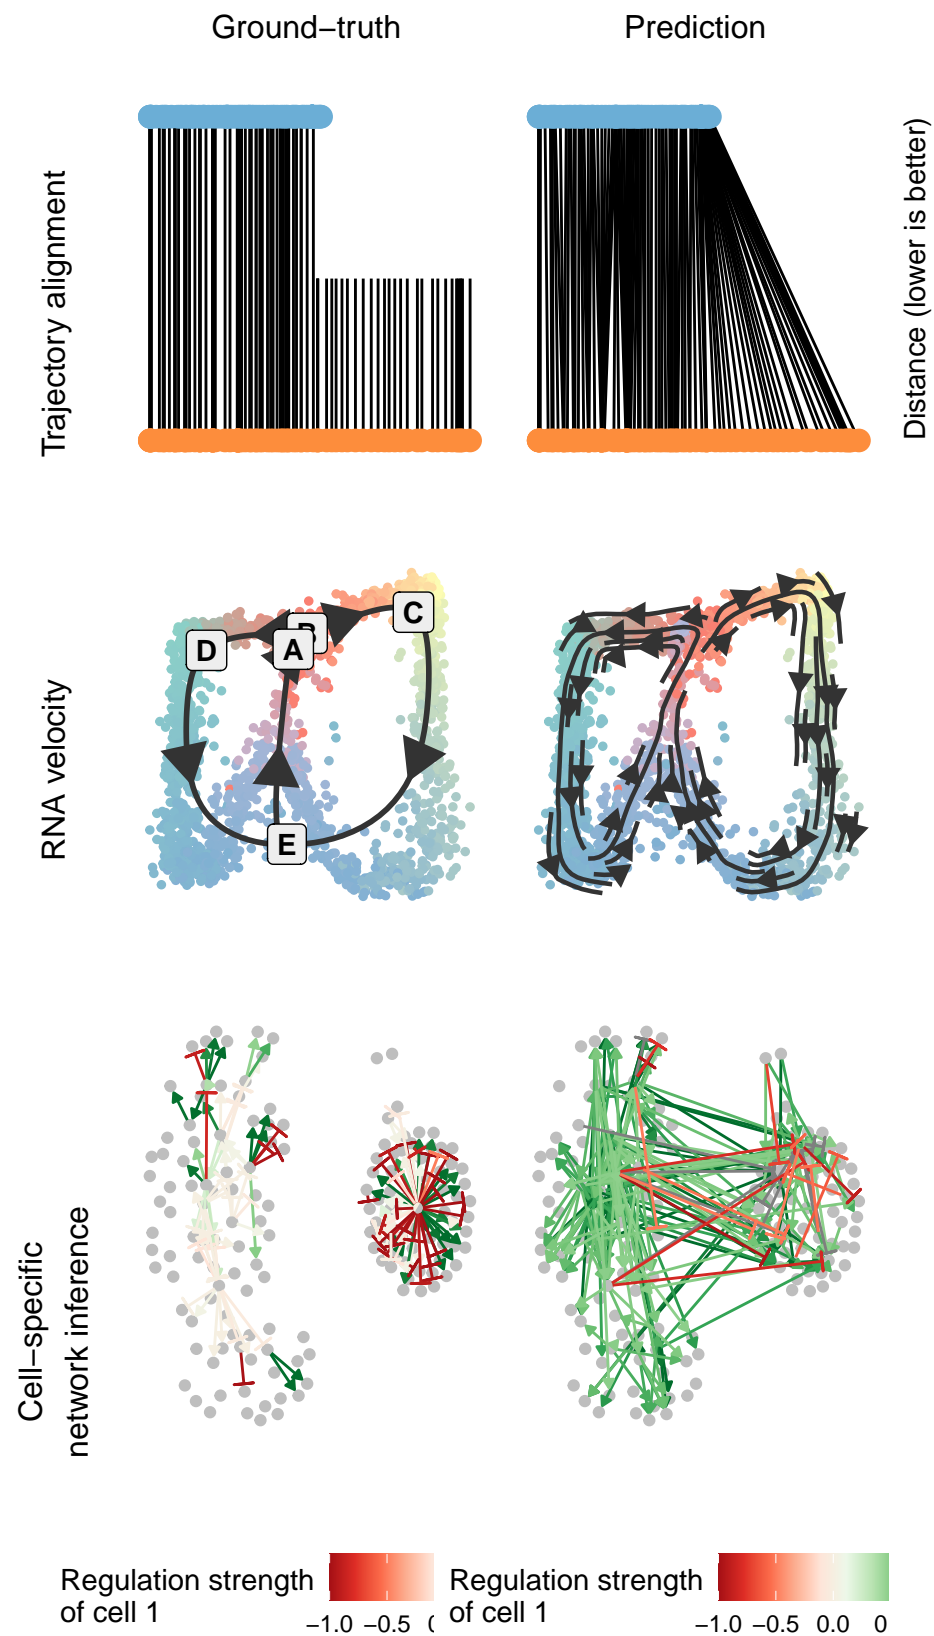 Ground−truth
Prediction
Trajectory alignment
Distance (lower is better)
RNA velocity
D
B
A
C
E
Cell−specific
network inference
Regulation strength
of cell 1
−1.0 −0.5
Regulation strength
of cell 1
−1.0 −0.5 0.0 0